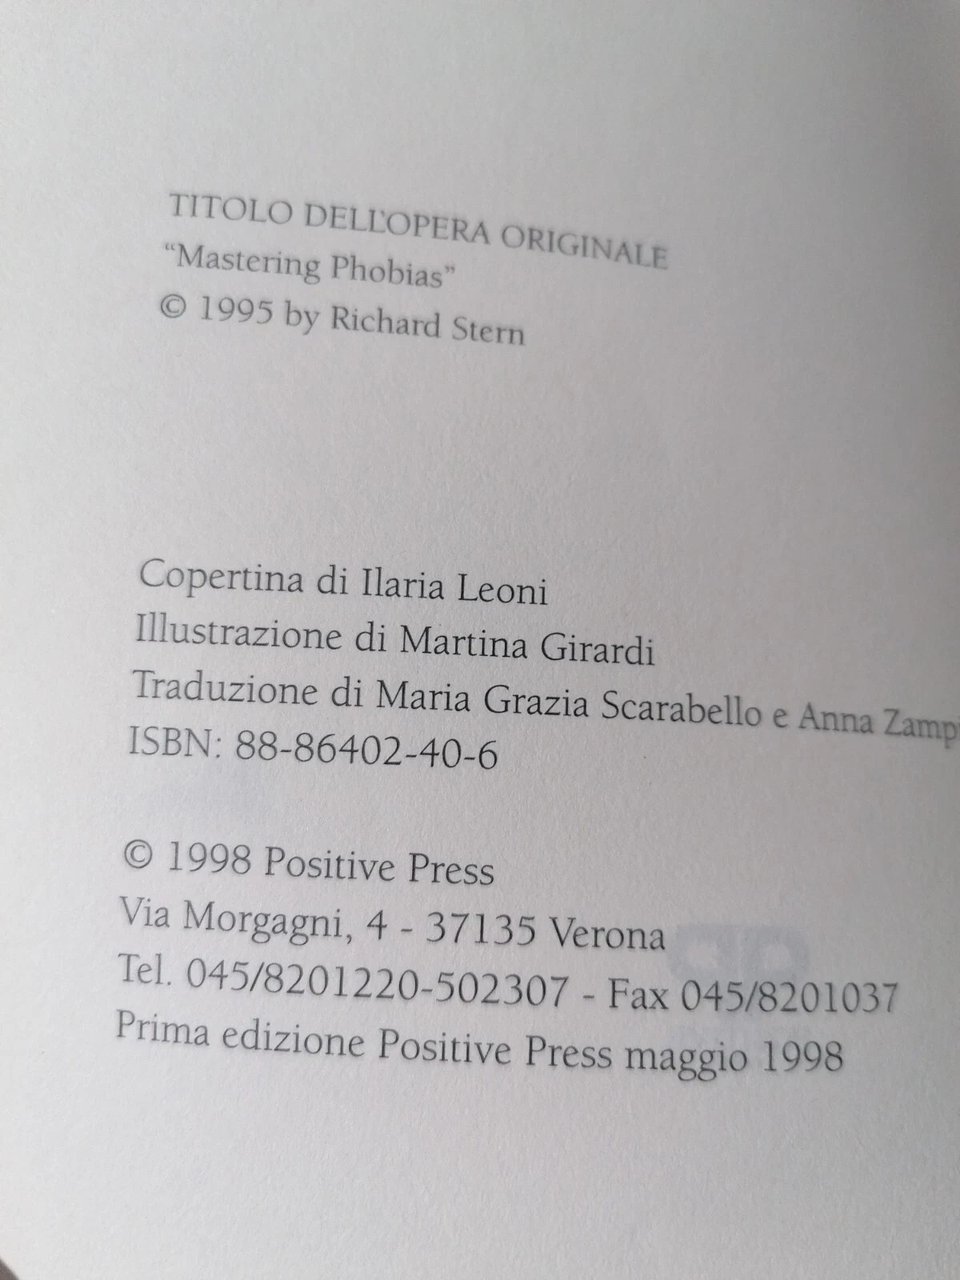 TITOLO DELL'OPERA ORIGINALE
“Mastering Phobias”
© 1995 by Richard Stern
Copertina di Ilaria Leoni
Illustrazione di Martina Girardi
Traduzione di Maria Grazia Scarabello e Anna
ISBN: 88-86402-40-6
© 1998 Positive Press
Via Morgagni, 4 - 37135 Verona
Tel. 045/8201220-502307 - Fax 045/8201037
Prima edizione Positive Press maggio 1998